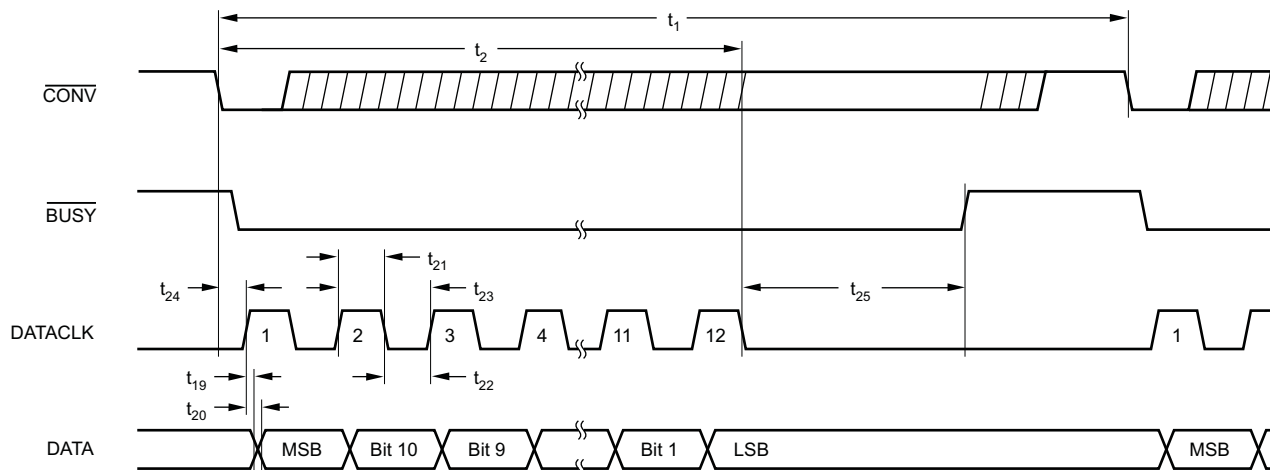 t1
t2
CONV
BUSY
t21
t24
t23
t25
DATACLK
1 2 3 4 11 12 1
t19
t22
t20
DATA
MSB Bit 10 Bit 9 Bit 1 LSB MSB